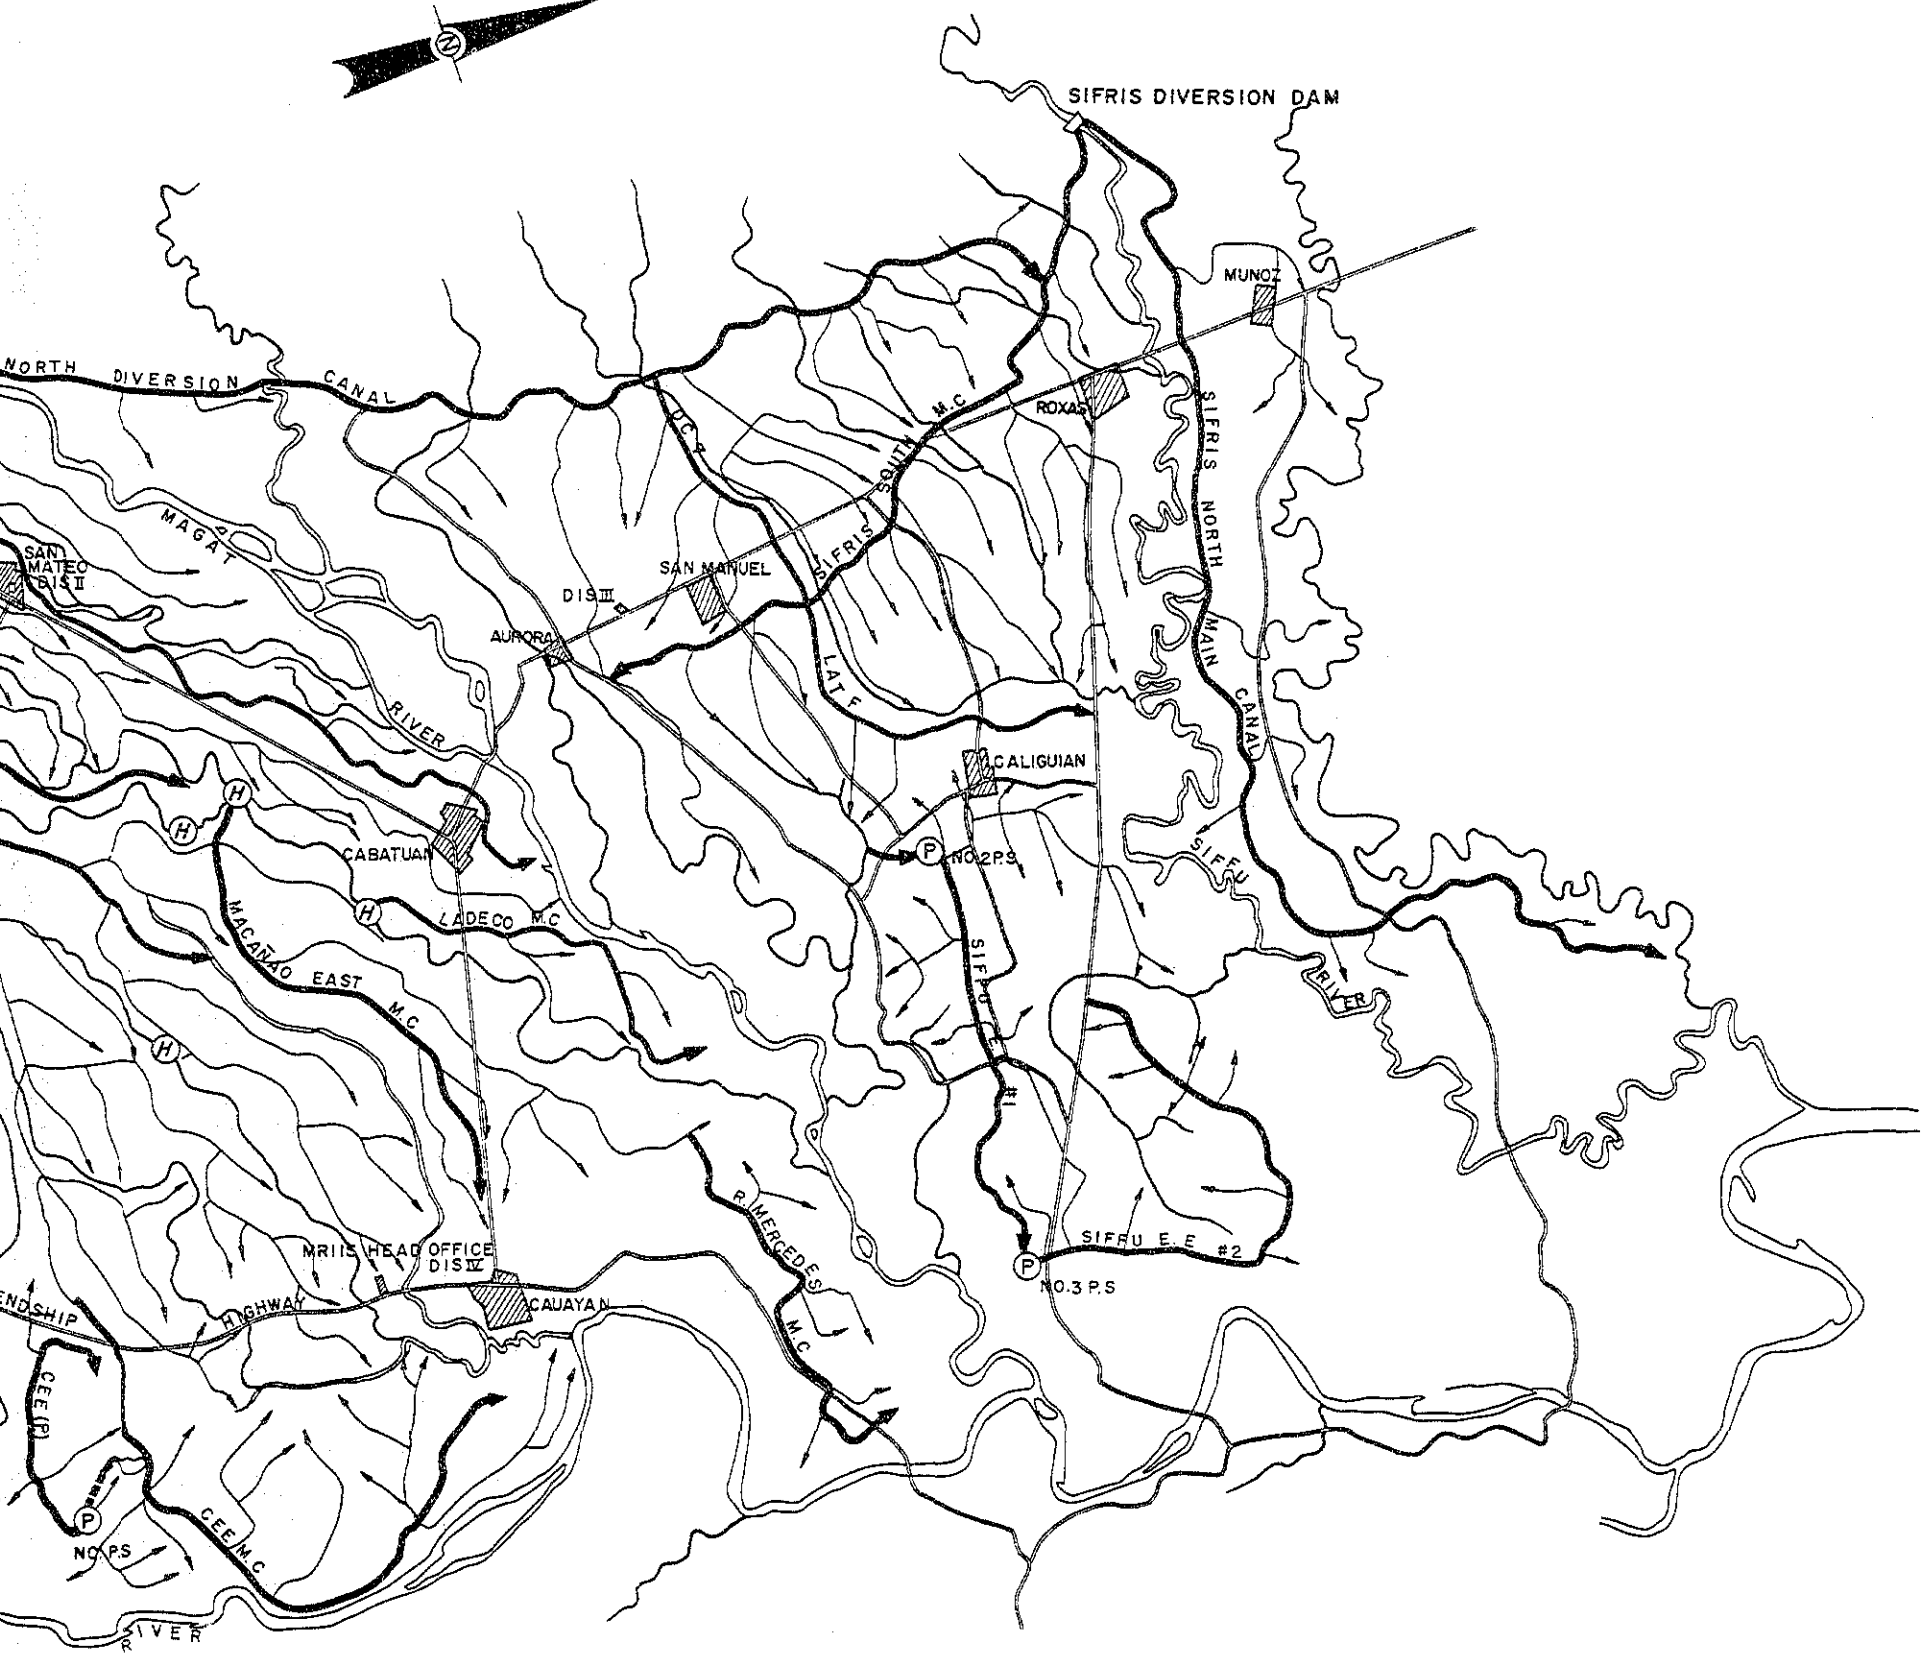 N
SIFRIS DIVERSION DAM
MUNOZ
NORTH DIVERSION CANAL
ROXAS
SOUTH M.C
SIFRIS
SIFRIS NORTH MAIN CANAL
MAGAT
RIVER
SAN
MATEO
DIS II
SAN MANUEL
DIS III
AURORA
LAT F
CALIGUIAN
H
H
CABATUAN
P
NO.2 P.S
SIFFU
RIVER
H
LADECO M.C
MACAÑAO EAST M.C
SIFFU E
#1
H
R. MERCEDES M.C
SIFFU E. E #2
P
NO.3 P.S
MRIIS HEAD OFFICE
DIS IV
CAUAYAN
ENDSHIP HIGHWAY
CEE (P)
P
CEE M.C
RIVER